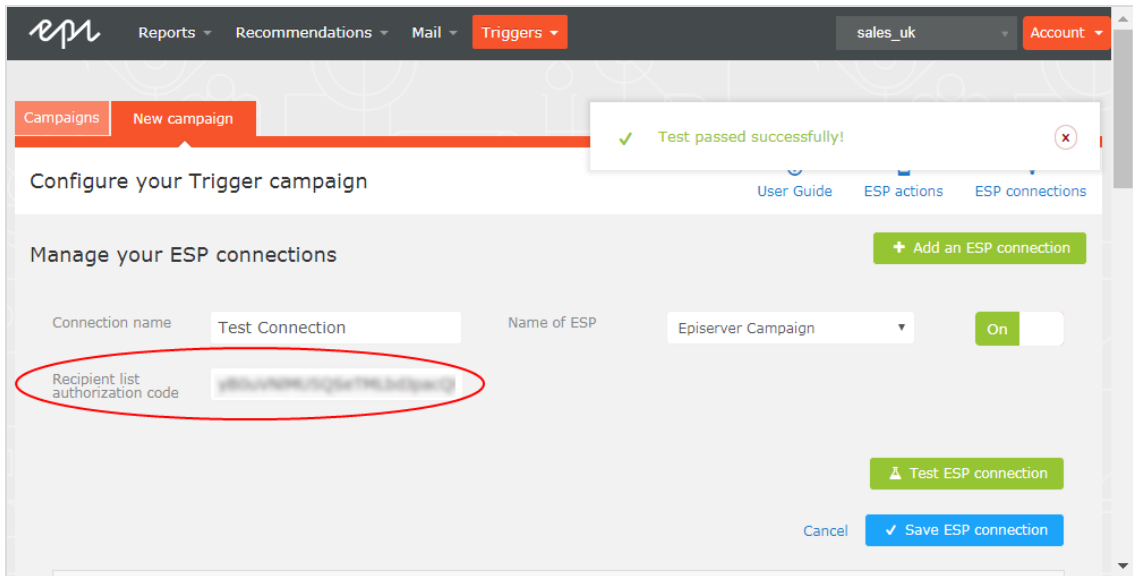 epi Reports Recommendations Mail Triggers sales_uk Account
Campaigns New campaign
Test passed successfully!
Configure your Trigger campaign
User Guide ESP actions ESP connections
Manage your ESP connections
+ Add an ESP connection
Connection name Test Connection Name of ESP Episerver Campaign On
Recipient list
authorization code
Test ESP connection
Cancel Save ESP connection